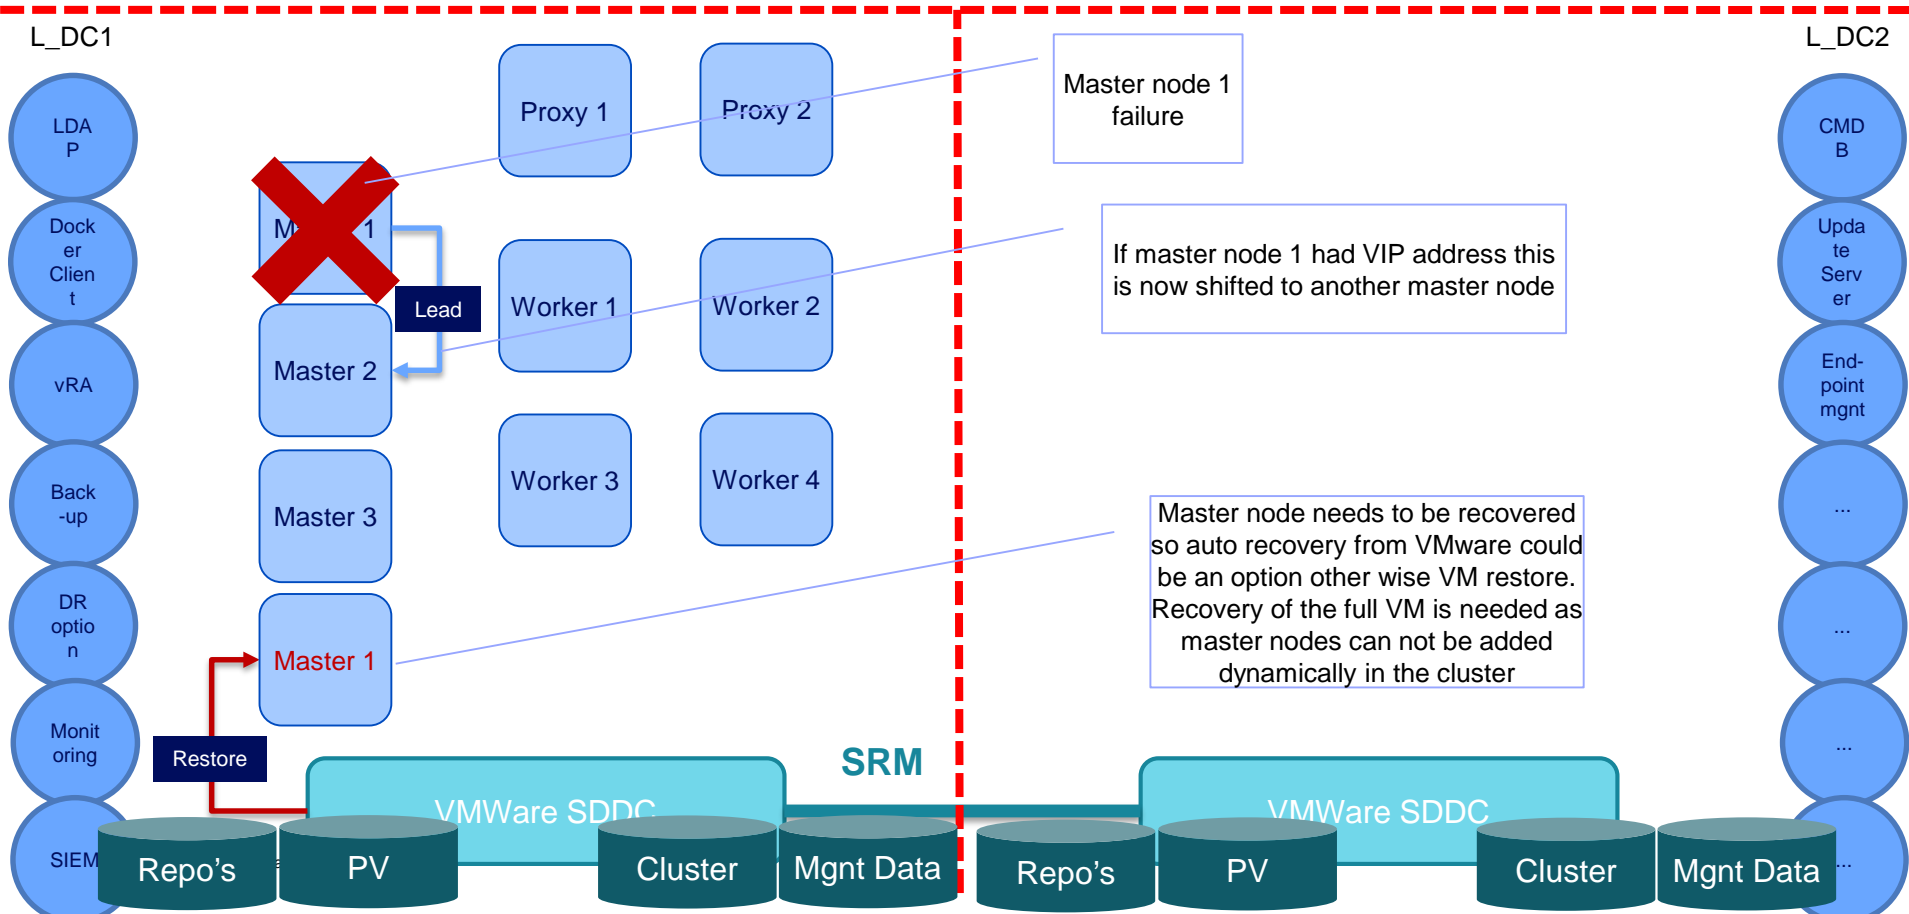 L_DC1
L_DC2
LDA
P
Dock
er
Clien
t
vRA
Back
-up
DR
optio
n
Monit
oring
SIEM
Proxy 1
Proxy 2
M
1
Lead
Master 2
Master 3
Master 1
Worker 1
Worker 2
Worker 3
Worker 4
Restore
Master node 1
failure
If master node 1 had VIP address this
is now shifted to another master node
Master node needs to be recovered
so auto recovery from VMware could
be an option other wise VM restore.
Recovery of the full VM is needed as
master nodes can not be added
dynamically in the cluster
CMD
B
Upda
te
Serv
er
End-
point
mgnt
...
...
...
...
SRM
VMWare SDDC
VMWare SDDC
Repo's
PV
Cluster
Mgnt Data
Repo's
PV
Cluster
Mgnt Data